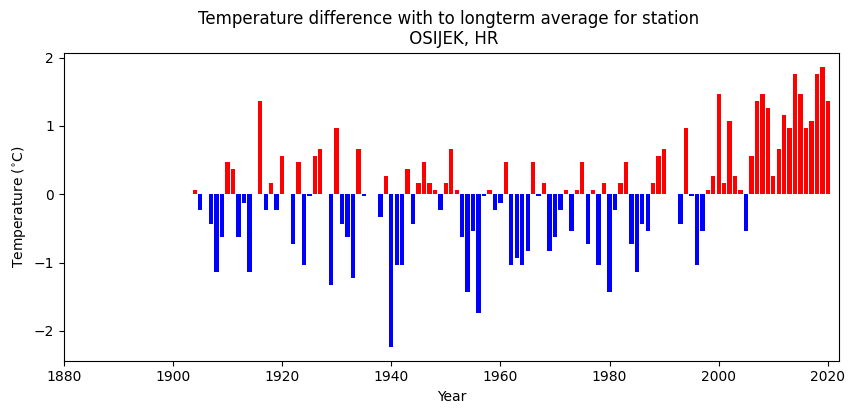 Temperature difference with to longterm average for station
OSIJEK, HR
Temperature (°C)
2
1
0
−1
−2
1880 1900 1920 1940 1960 1980 2000 2020
Year